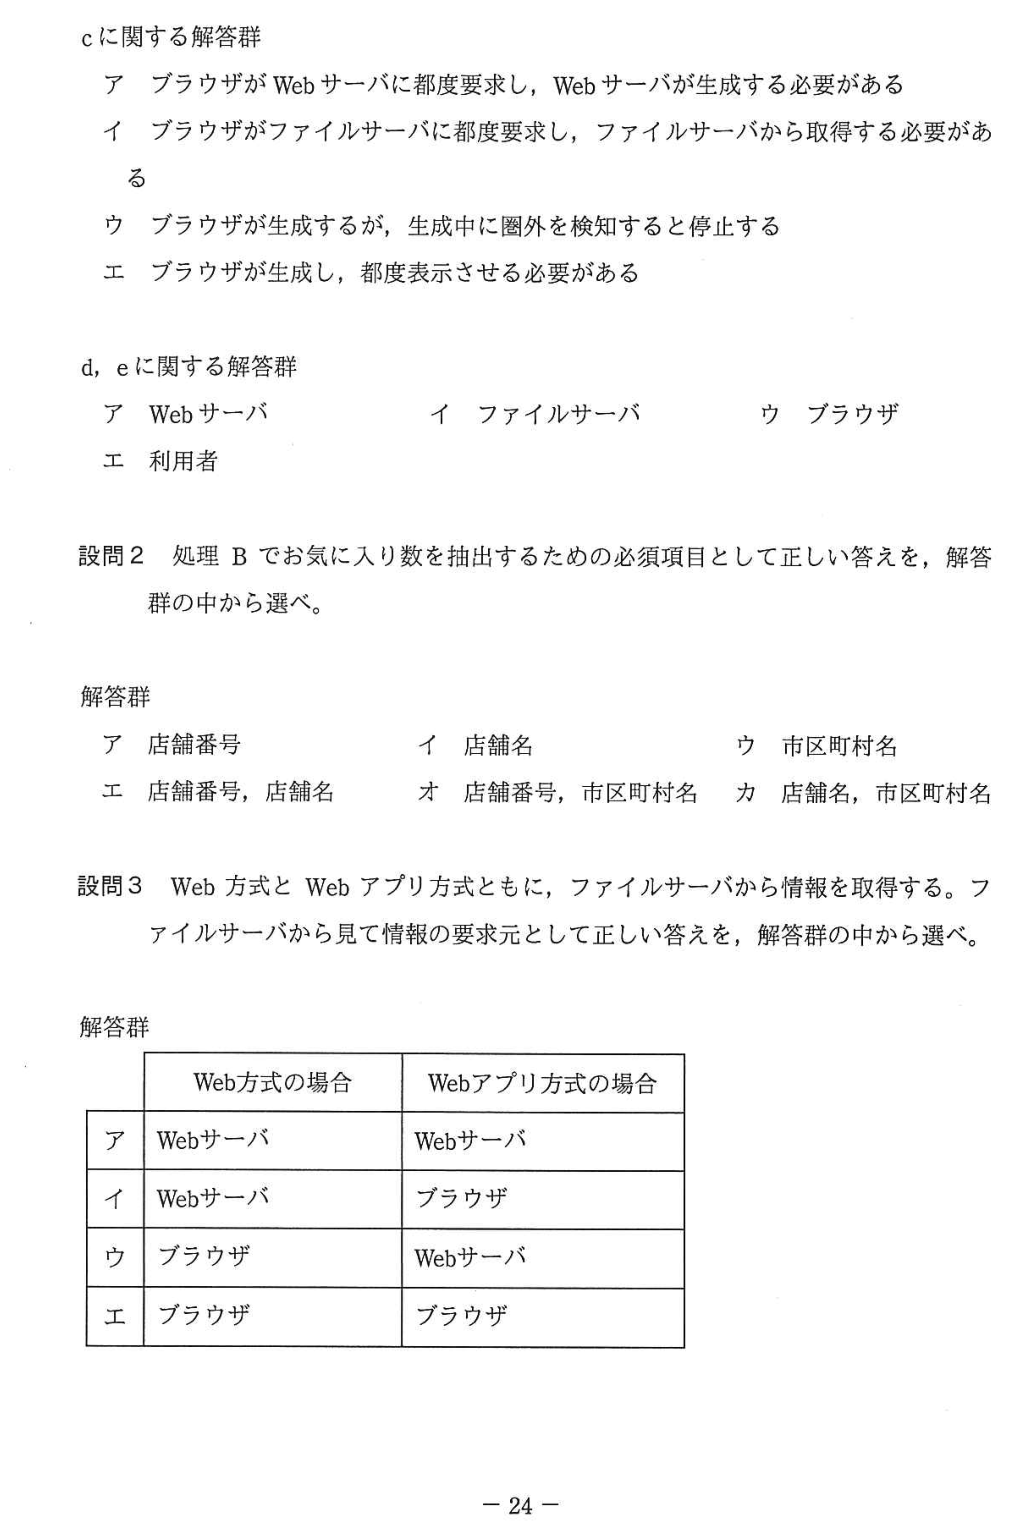 cに関する解答群
ア ブラウザが Web サーバに都度要求し，Web サーバが生成する必要がある
イ ブラウザがファイルサーバに都度要求し，ファイルサーバから取得する必要があ
る
ウ ブラウザが生成するが，生成中に圏外を検知すると停止する
エ ブラウザが生成し，都度表示させる必要がある
d，eに関する解答群
ア Web サーバ イ ファイルサーバ ウ ブラウザ
エ 利用者
設問２ 処理 B でお気に入り数を抽出するための必須項目として正しい答えを，解答
群の中から選べ。
解答群
ア 店舗番号 イ 店舗名 ウ 市区町村名
エ 店舗番号，店舗名 オ 店舗番号，市区町村名 カ 店舗名，市区町村名
設問３ Web 方式と Web アプリ方式ともに，ファイルサーバから情報を取得する。フ
ァイルサーバから見て情報の要求元として正しい答えを，解答群の中から選べ。
解答群
Web方式の場合 Webアプリ方式の場合
ア Webサーバ Webサーバ
イ Webサーバ ブラウザ
ウ ブラウザ Webサーバ
エ ブラウザ ブラウザ
－ 24 －